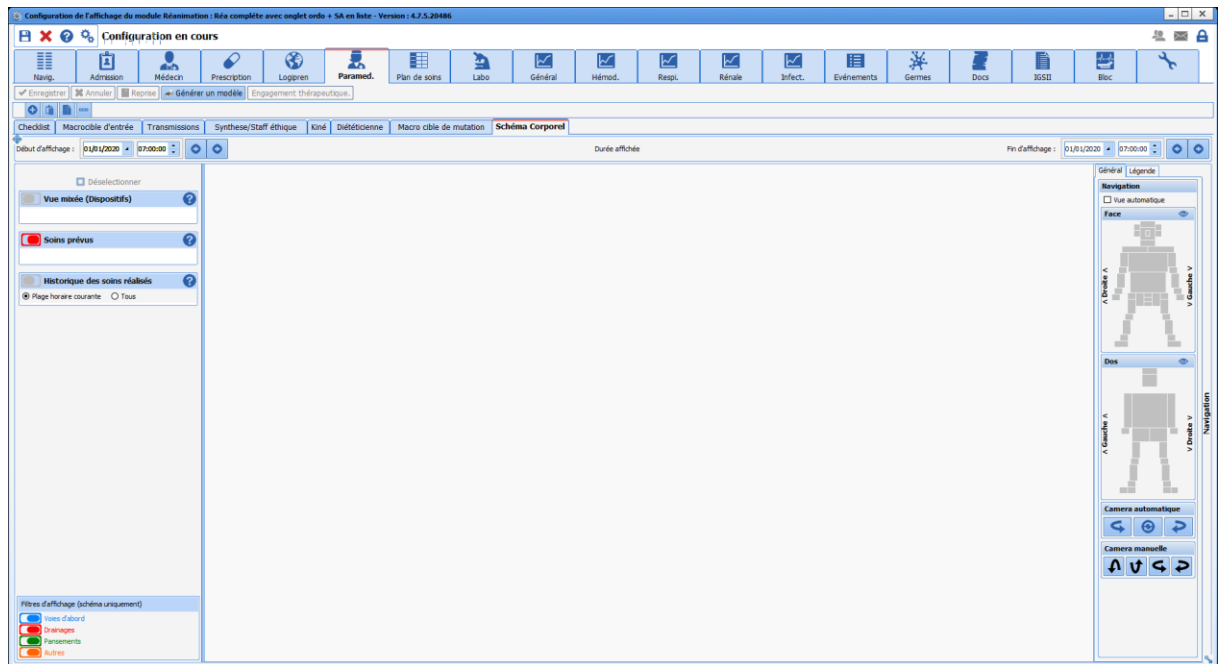 Configuration de l'affichage du module Réanimation : Réa complète avec onglet ordo + SA en liste - Version : 4.7.5.20486
Configuration en cours
Navig. Admission Médecin Prescription Logipren Paramed. Plan de soins Labo Général Hémod. Respi. Rénale Infect. Evénements Germes Docs IGSII Bloc
Enregistrer Annuler Reprise Générer un modèle Engagement thérapeutique.
Checklist Macrocible d'entrée Transmissions Synthese/Staff éthique Kiné Diététicienne Macro cible de mutation Schéma Corporel
Début d'affichage : 01/01/2020 07:00:00 Durée affichée Fin d'affichage : 01/01/2020 07:00:00
Déselectionner
Vue mixée (Dispositifs)
Soins prévus
Historique des soins réalisés
Plage horaire courante Tous
Filtres d'affichage (schéma uniquement)
Voies d'abord
Drainages
Pansements
Autres
Général Légende
Navigation
Vue automatique
Face
< Droite <
> Gauche >
Dos
< Gauche <
> Droite >
Camera automatique
Camera manuelle
Navigation